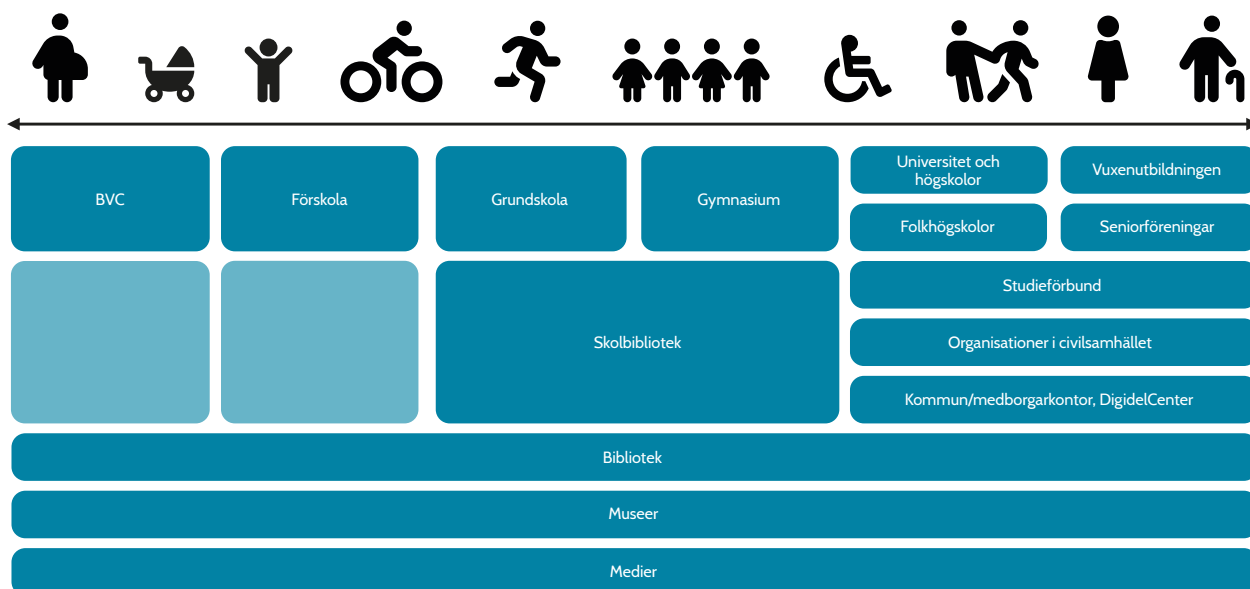 BVC
Förskola
Grundskola
Gymnasium
Universitet och
högskolor
Vuxenutbildningen
Folkhögskolor
Seniorföreningar
Skolbibliotek
Studieförbund
Organisationer i civilsamhället
Kommun/medborgarkontor, DigidelCenter
Bibliotek
Museer
Medier